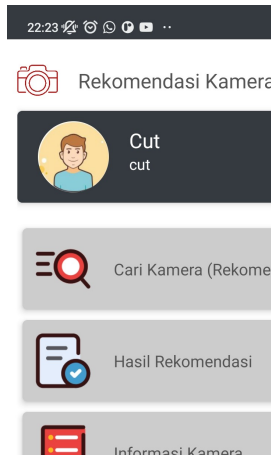 22:23
Rekomendasi Kamera
Cut
cut
Cari Kamera (Rekome
Hasil Rekomendasi
Informasi Kamera